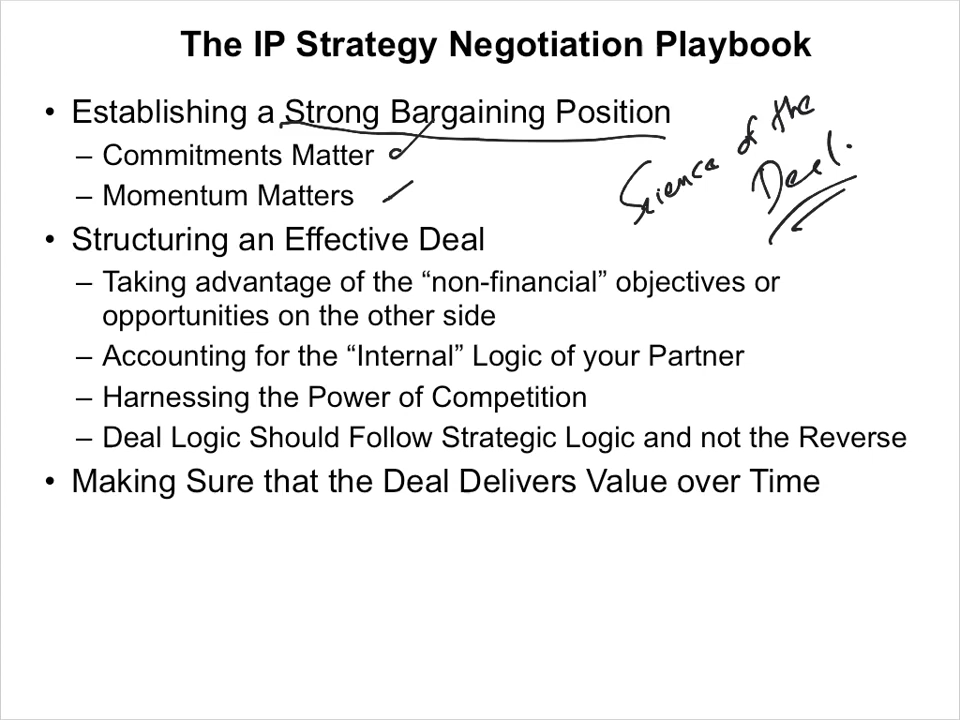 The IP Strategy Negotiation Playbook
• Establishing a Strong Bargaining Position
– Commitments Matter
– Momentum Matters
Science of the
Deal.
• Structuring an Effective Deal
– Taking advantage of the “non-financial” objectives or
opportunities on the other side
– Accounting for the “Internal” Logic of your Partner
– Harnessing the Power of Competition
– Deal Logic Should Follow Strategic Logic and not the Reverse
• Making Sure that the Deal Delivers Value over Time